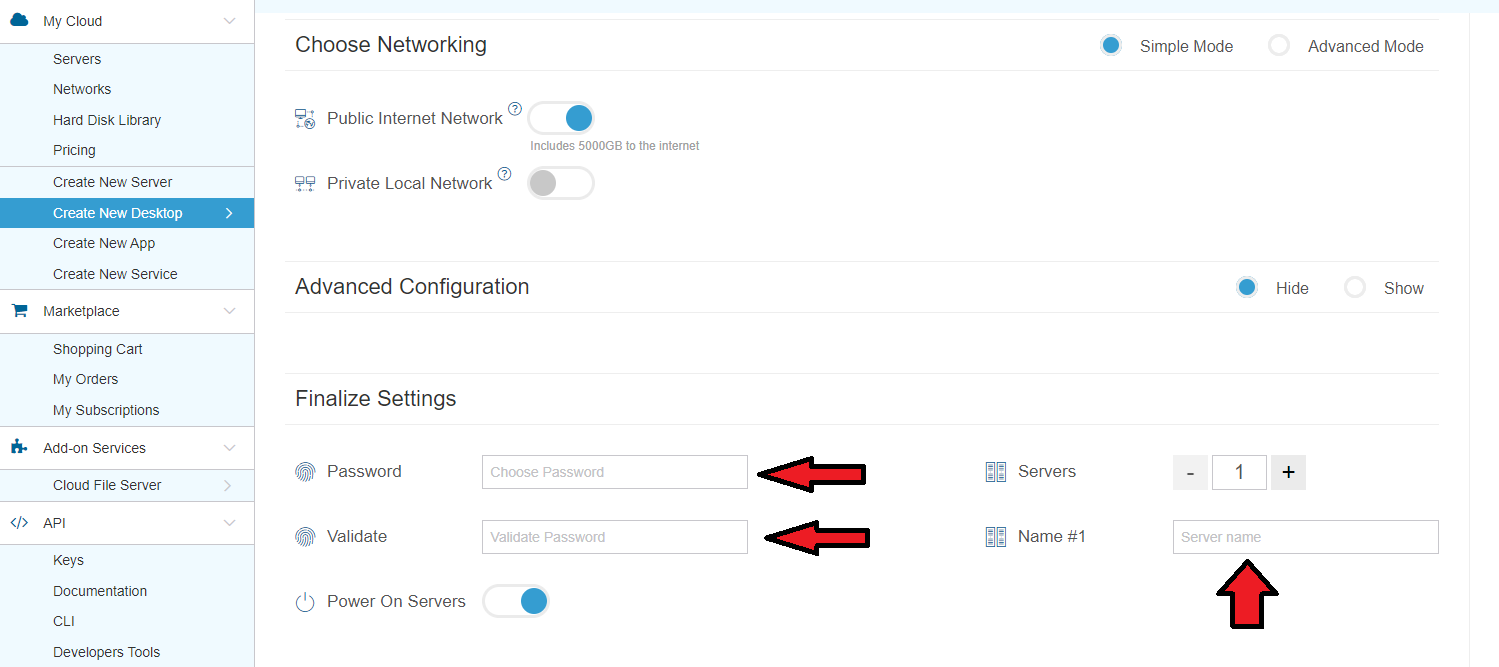 My Cloud
Servers
Networks
Hard Disk Library
Pricing
Create New Server
Create New Desktop
Create New App
Create New Service
Marketplace
Shopping Cart
My Orders
My Subscriptions
Add-on Services
Cloud File Server
API
Keys
Documentation
CLI
Developers Tools
Choose Networking
Simple Mode
Advanced Mode
Public Internet Network ?
Includes 5000GB to the internet
Private Local Network ?
Advanced Configuration
Hide
Show
Finalize Settings
Password
Choose Password
Servers
- 1 +
Validate
Validate Password
Name #1
Server name
Power On Servers